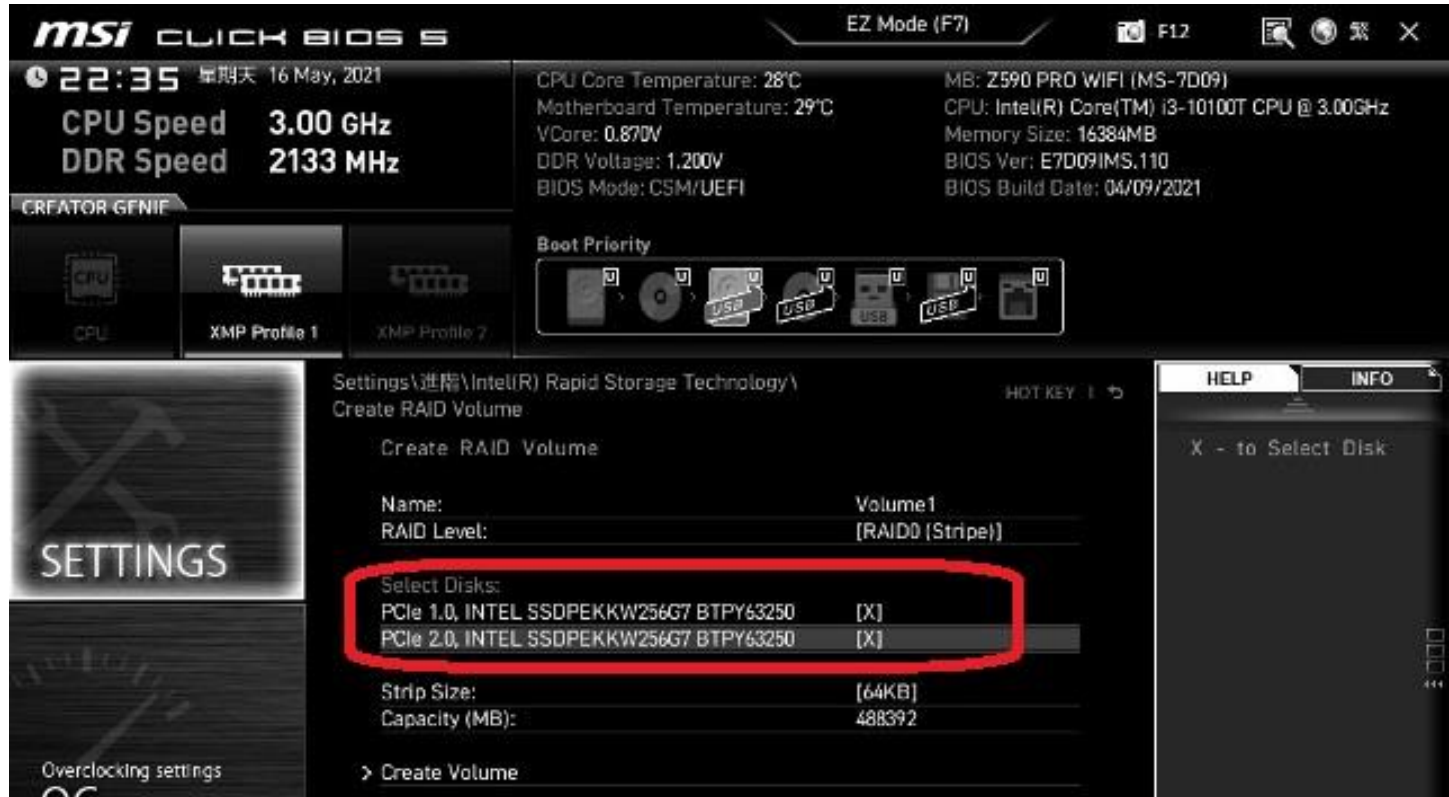 msi CLICK BIOS 5
EZ Mode (F7)
F12
繁
22:35 星期天 16 May, 2021
CPU Speed 3.00 GHz
DDR Speed 2133 MHz
CPU Core Temperature: 28°C
Motherboard Temperature: 29°C
VCore: 0.870V
DDR Voltage: 1.200V
BIOS Mode: CSM/UEFI
MB: Z590 PRO WIFI (MS-7D09)
CPU: Intel(R) Core(TM) i3-10100T CPU @ 3.00GHz
Memory Size: 16384MB
BIOS Ver: E7D09IMS.110
BIOS Build Date: 04/09/2021
CREATOR GENIE
CPU
CPU
XMP Profile 1
XMP Profile 2
Boot Priority
U U U U U U U
USB USB USB USB
SETTINGS
Overclocking settings
OC
Settings\進階\Intel(R) Rapid Storage Technology\
Create RAID Volume
HOT KEY
Create RAID Volume
Name: Volume1
RAID Level: [RAID0 (Stripe)]
Select Disks:
PCIe 1.0, INTEL SSDPEKKW256G7 BTPY63250 [X]
PCIe 2.0, INTEL SSDPEKKW256G7 BTPY63250 [X]
Strip Size: [64KB]
Capacity (MB): 488392
> Create Volume
HELP
INFO
X - to Select Disk